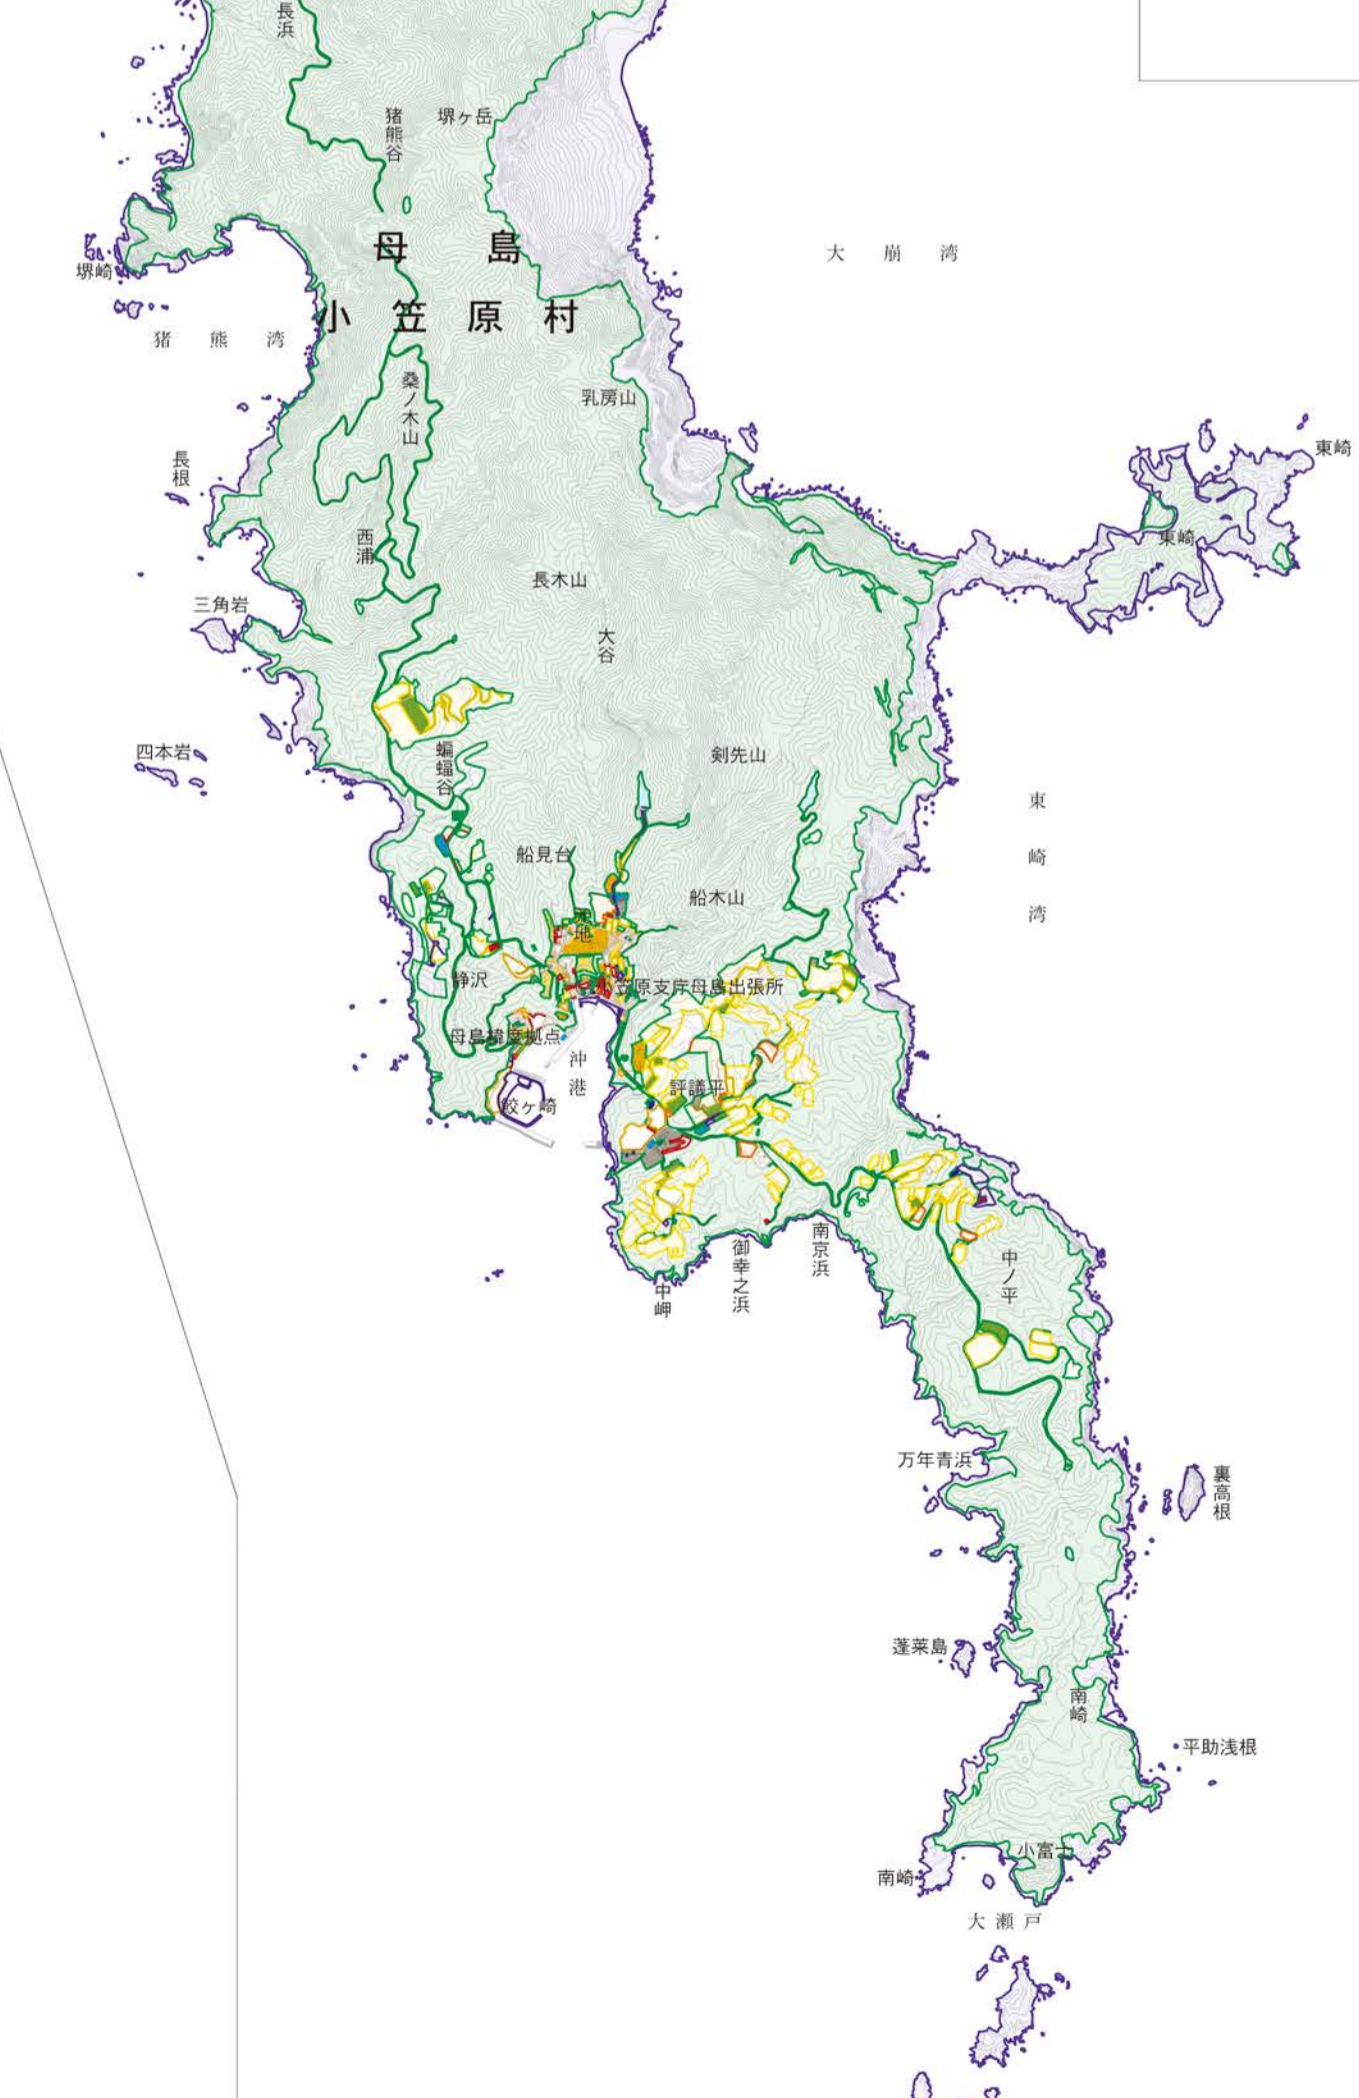 長浜
猪熊谷
堺ヶ岳
母島
大崩湾
堺崎
小笠原村
猪熊湾
桑ノ木山
乳房山
東崎
長根
東崎
西浦
長木山
三角岩
大谷
四本岩
蝙蝠谷
剣先山
東崎湾
船見台
船木山
元地
静沢
小笠原支庁母島出張所
母島緯度拠点
沖港
評議平
鮫ヶ崎
南京浜
御幸之浜
中ノ平
中岬
万年青浜
裏高根
蓬莱島
南崎
平助浅根
小富士
南崎
大瀬戸